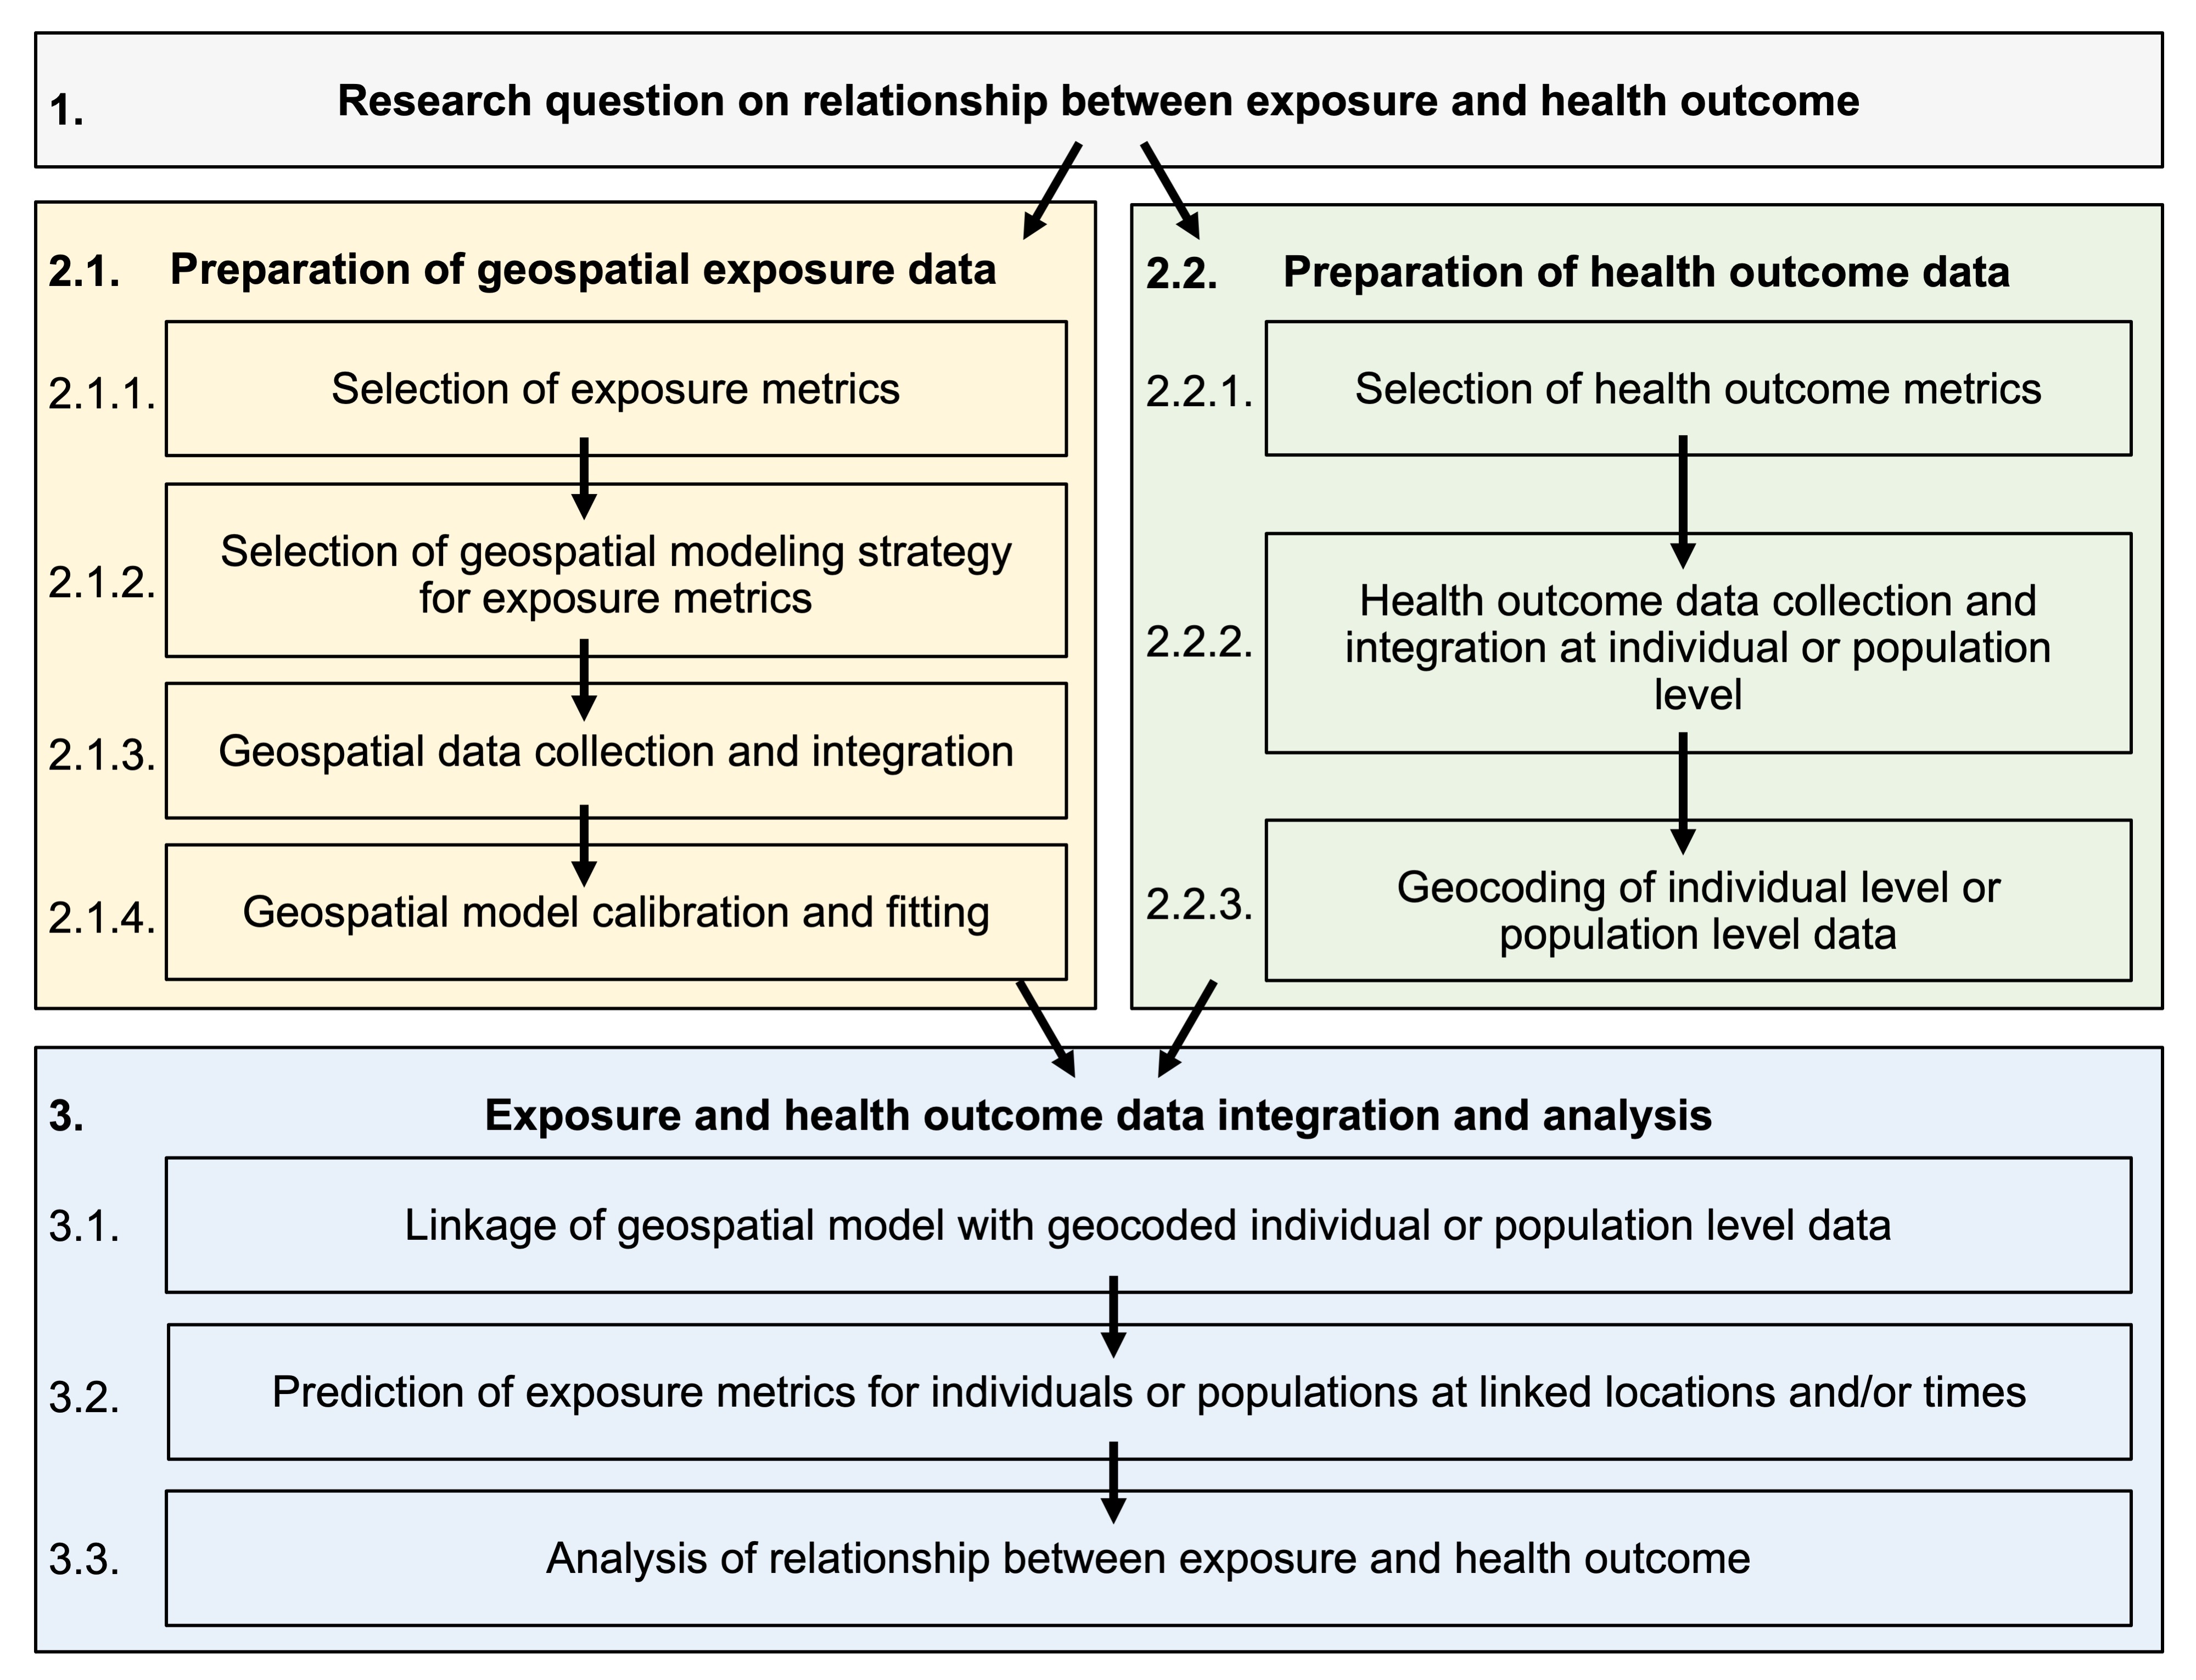 1. Research question on relationship between exposure and health outcome
2.1. Preparation of geospatial exposure data
2.1.1. Selection of exposure metrics
2.1.2. Selection of geospatial modeling strategy
for exposure metrics
2.1.3. Geospatial data collection and integration
2.1.4. Geospatial model calibration and fitting
2.2. Preparation of health outcome data
2.2.1. Selection of health outcome metrics
2.2.2. Health outcome data collection and
integration at individual or population
level
2.2.3. Geocoding of individual level or
population level data
3. Exposure and health outcome data integration and analysis
3.1. Linkage of geospatial model with geocoded individual or population level data
3.2. Prediction of exposure metrics for individuals or populations at linked locations and/or times
3.3. Analysis of relationship between exposure and health outcome